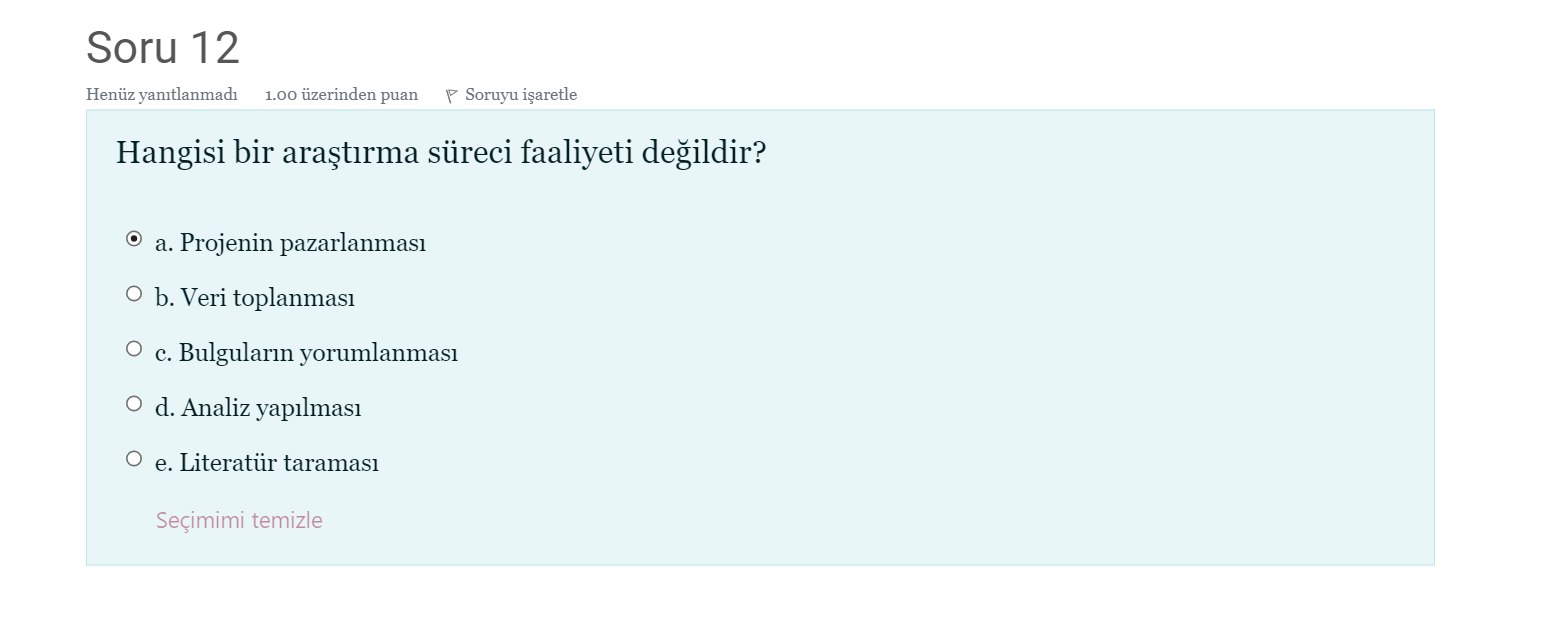 Soru 12
Henüz yanıtlanmadı 1.00 üzerinden puan Soruyu işaretle
Hangisi bir araştırma süreci faaliyeti değildir?
a. Projenin pazarlanması
b. Veri toplanması
c. Bulguların yorumlanması
d. Analiz yapılması
e. Literatür taraması
Seçimimi temizle